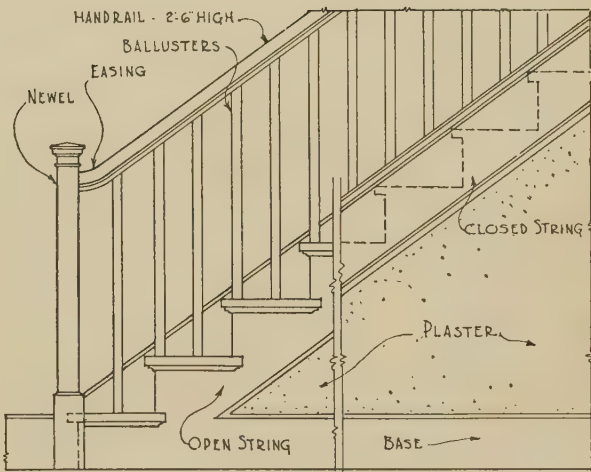 HANDRAIL - 2'-6" HIGH
BALLUSTERS
EASING
NEWEL
CLOSED STRING
PLASTER
OPEN STRING
BASE